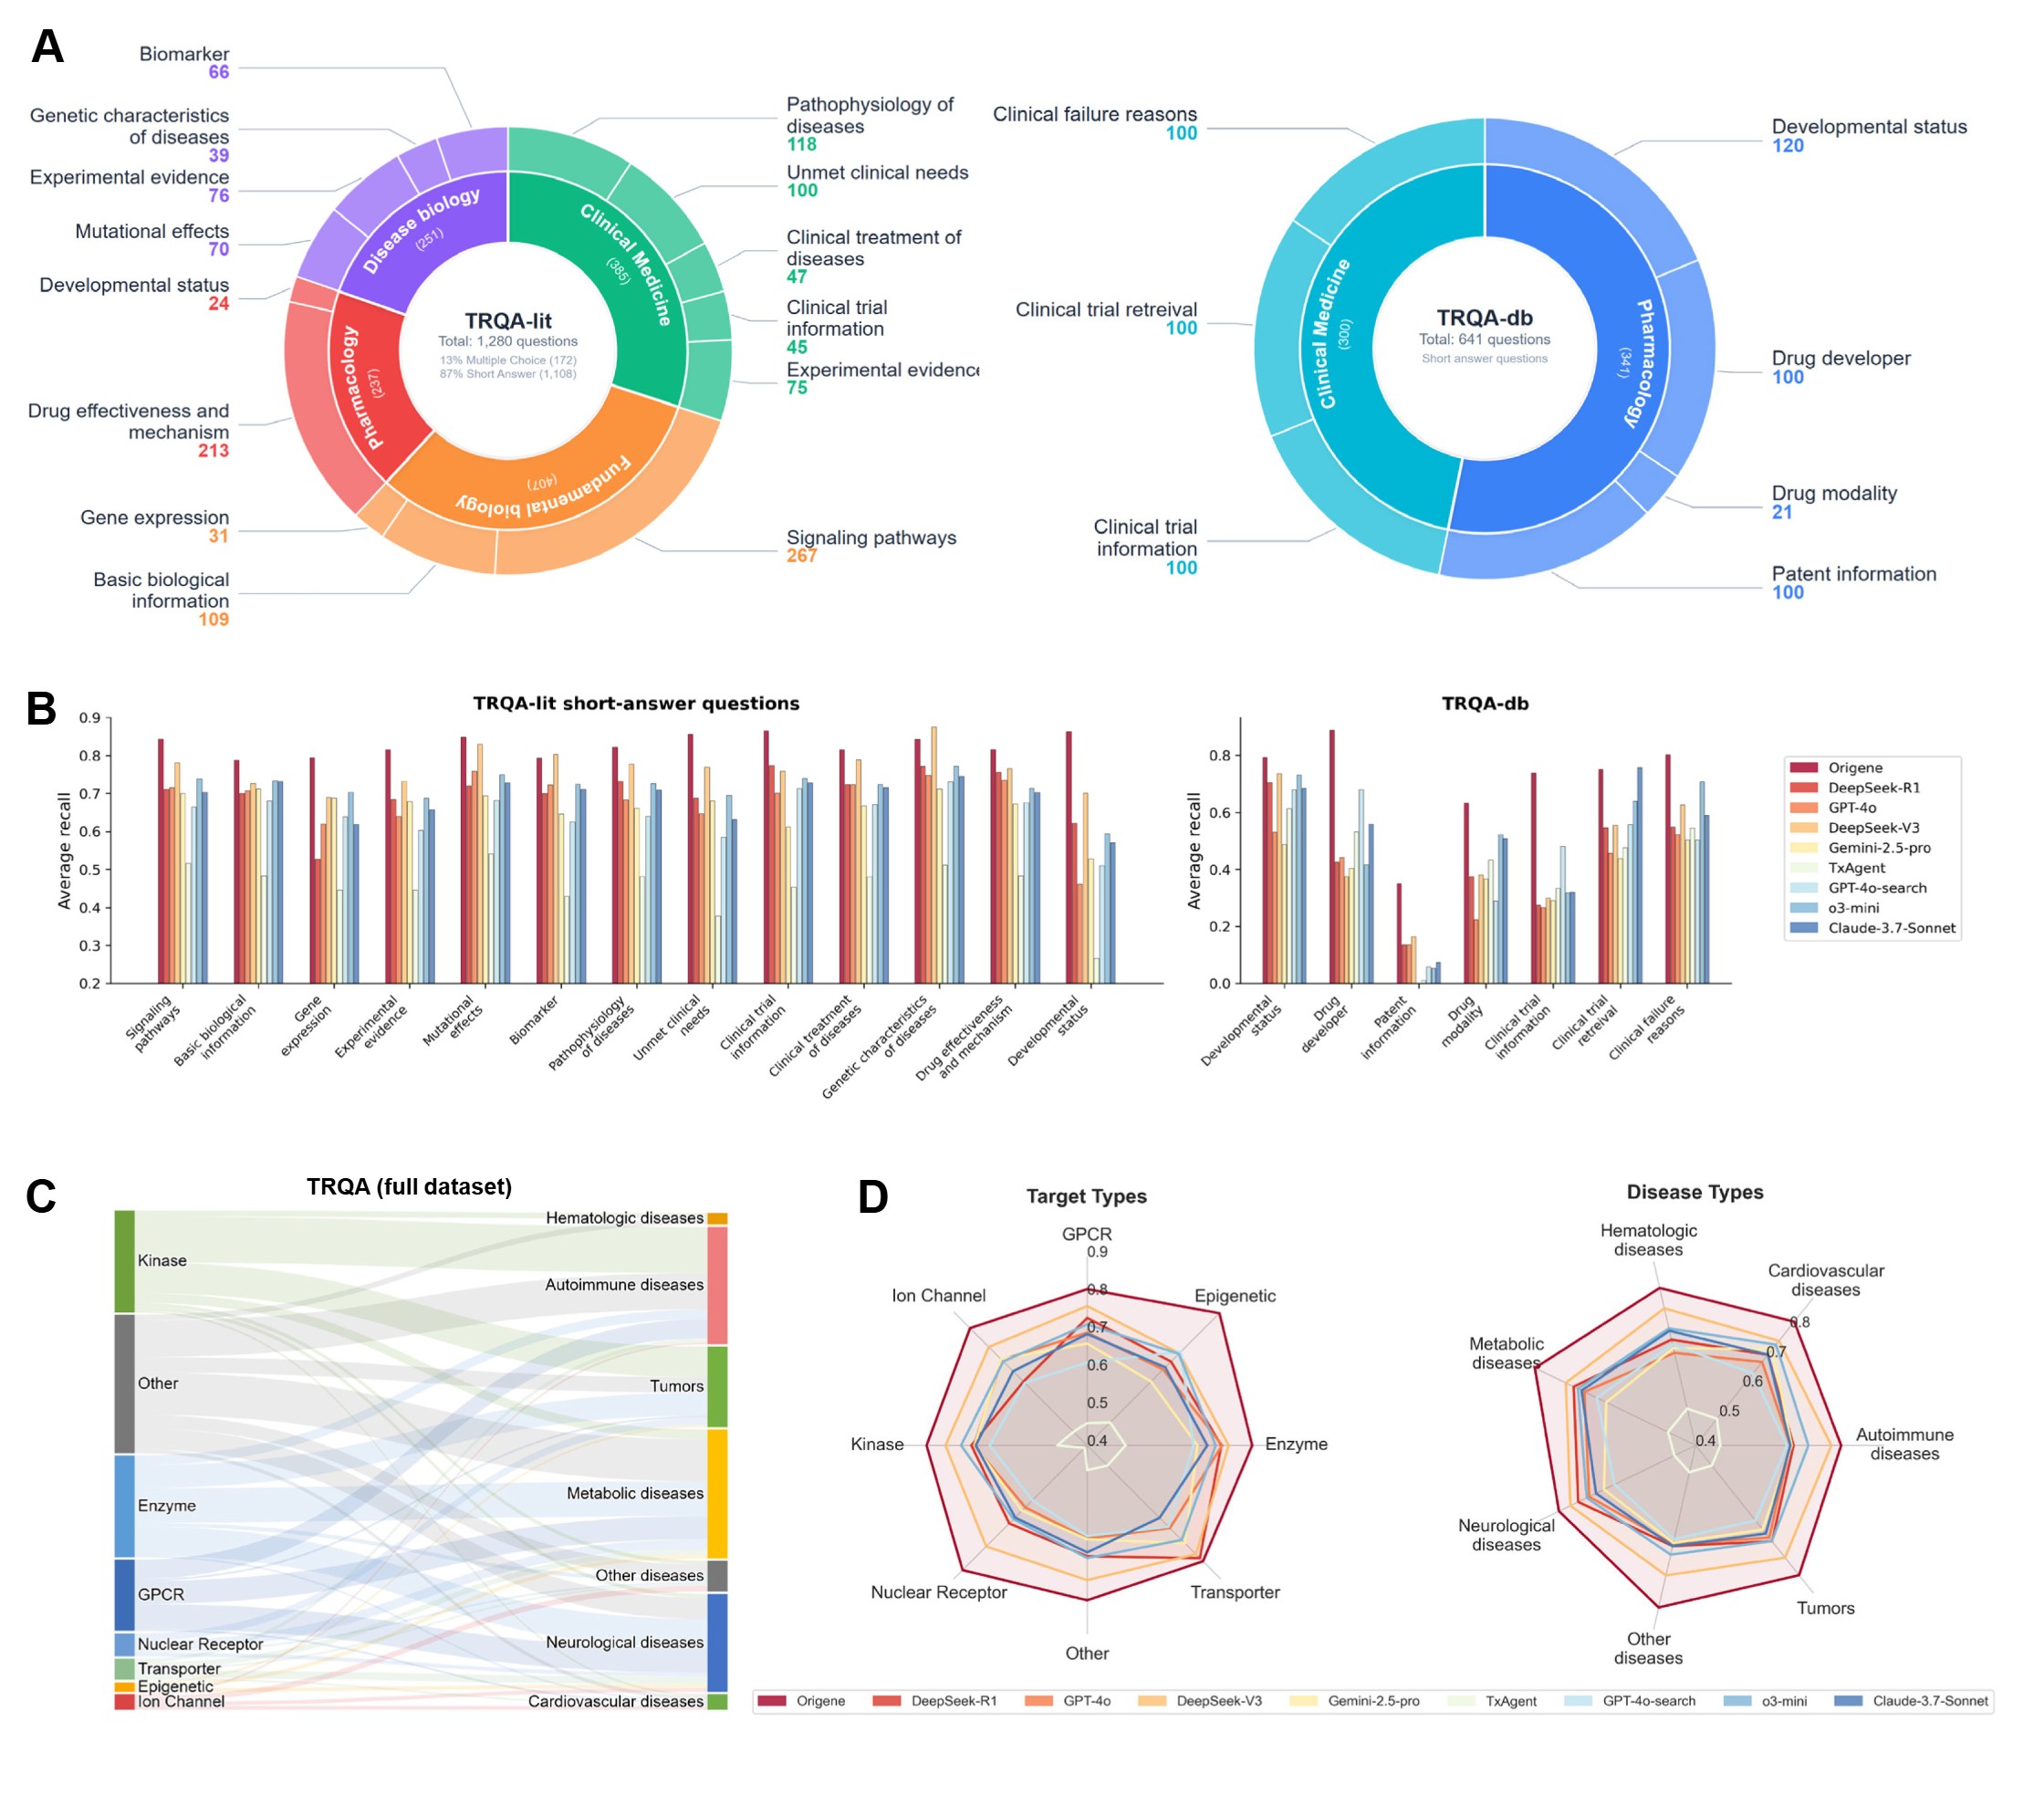 A
Biomarker
66
Genetic characteristics
of diseases
39
Experimental evidence
76
Mutational effects
70
Developmental status
24
Drug effectiveness and
mechanism
213
Gene expression
31
Basic biological
information
109
Disease biology
(251)
Clinical Medicine
(385)
Pharmacology
(237)
Fundamental biology
(407)
TRQA-lit
Total: 1,280 questions
13% Multiple Choice (172)
87% Short Answer (1,108)
Pathophysiology of
diseases
118
Unmet clinical needs
100
Clinical treatment of
diseases
47
Clinical trial
information
45
Experimental evidence
75
Signaling pathways
267
Clinical failure reasons
100
Clinical trial retreival
100
Clinical trial
information
100
Clinical Medicine
(300)
TRQA-db
Total: 641 questions
Short answer questions
Pharmacology
(341)
Developmental status
120
Drug developer
100
Drug modality
21
Patent information
100
B
TRQA-lit short-answer questions
Average recall
0.9
0.8
0.7
0.6
0.5
0.4
0.3
0.2
Signaling
pathways
Basic biological
information
Gene
expression
Experimental
evidence
Mutational
effects
Biomarker
Pathophysiology
of diseases
Unmet clinical
needs
Clinical trial
information
Clinical treatment
of diseases
Genetic characteristics
of diseases
Drug effectiveness
and mechanism
Developmental
status
TRQA-db
Average recall
0.8
0.6
0.4
0.2
0.0
Developmental
status
Drug
developer
Patent
information
Drug
modality
Clinical trial
information
Clinical trial
retreival
Clinical failure
reasons
Origene
DeepSeek-R1
GPT-4o
DeepSeek-V3
Gemini-2.5-pro
TxAgent
GPT-4o-search
o3-mini
Claude-3.7-Sonnet
C
TRQA (full dataset)
Kinase
Other
Enzyme
GPCR
Nuclear Receptor
Transporter
Epigenetic
Ion Channel
Hematologic diseases
Autoimmune diseases
Tumors
Metabolic diseases
Other diseases
Neurological diseases
Cardiovascular diseases
D
Target Types
GPCR
0.9
0.8
0.7
0.6
0.5
0.4
Epigenetic
Enzyme
Transporter
Other
Nuclear Receptor
Kinase
Ion Channel
Disease Types
Hematologic
diseases
Cardiovascular
diseases
0.8
0.7
0.6
0.5
0.4
Autoimmune
diseases
Tumors
Other
diseases
Neurological
diseases
Metabolic
diseases
Origene
DeepSeek-R1
GPT-4o
DeepSeek-V3
Gemini-2.5-pro
TxAgent
GPT-4o-search
o3-mini
Claude-3.7-Sonnet